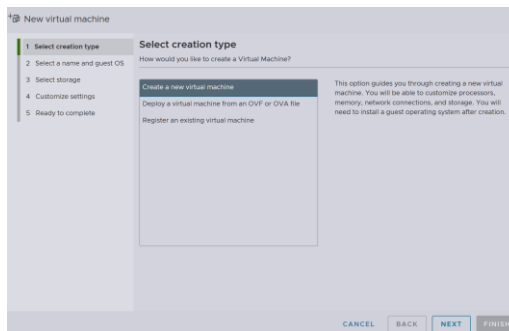 New virtual machine
1 Select creation type
2 Select a name and guest OS
3 Select storage
4 Customize settings
5 Ready to complete
Select creation type
How would you like to create a Virtual Machine?
Create a new virtual machine
Deploy a virtual machine from an OVF or OVA file
Register an existing virtual machine
This option guides you through creating a new virtual
machine. You will be able to customize processors,
memory, network connections, and storage. You will
need to install a guest operating system after creation.
CANCEL BACK NEXT FINISH